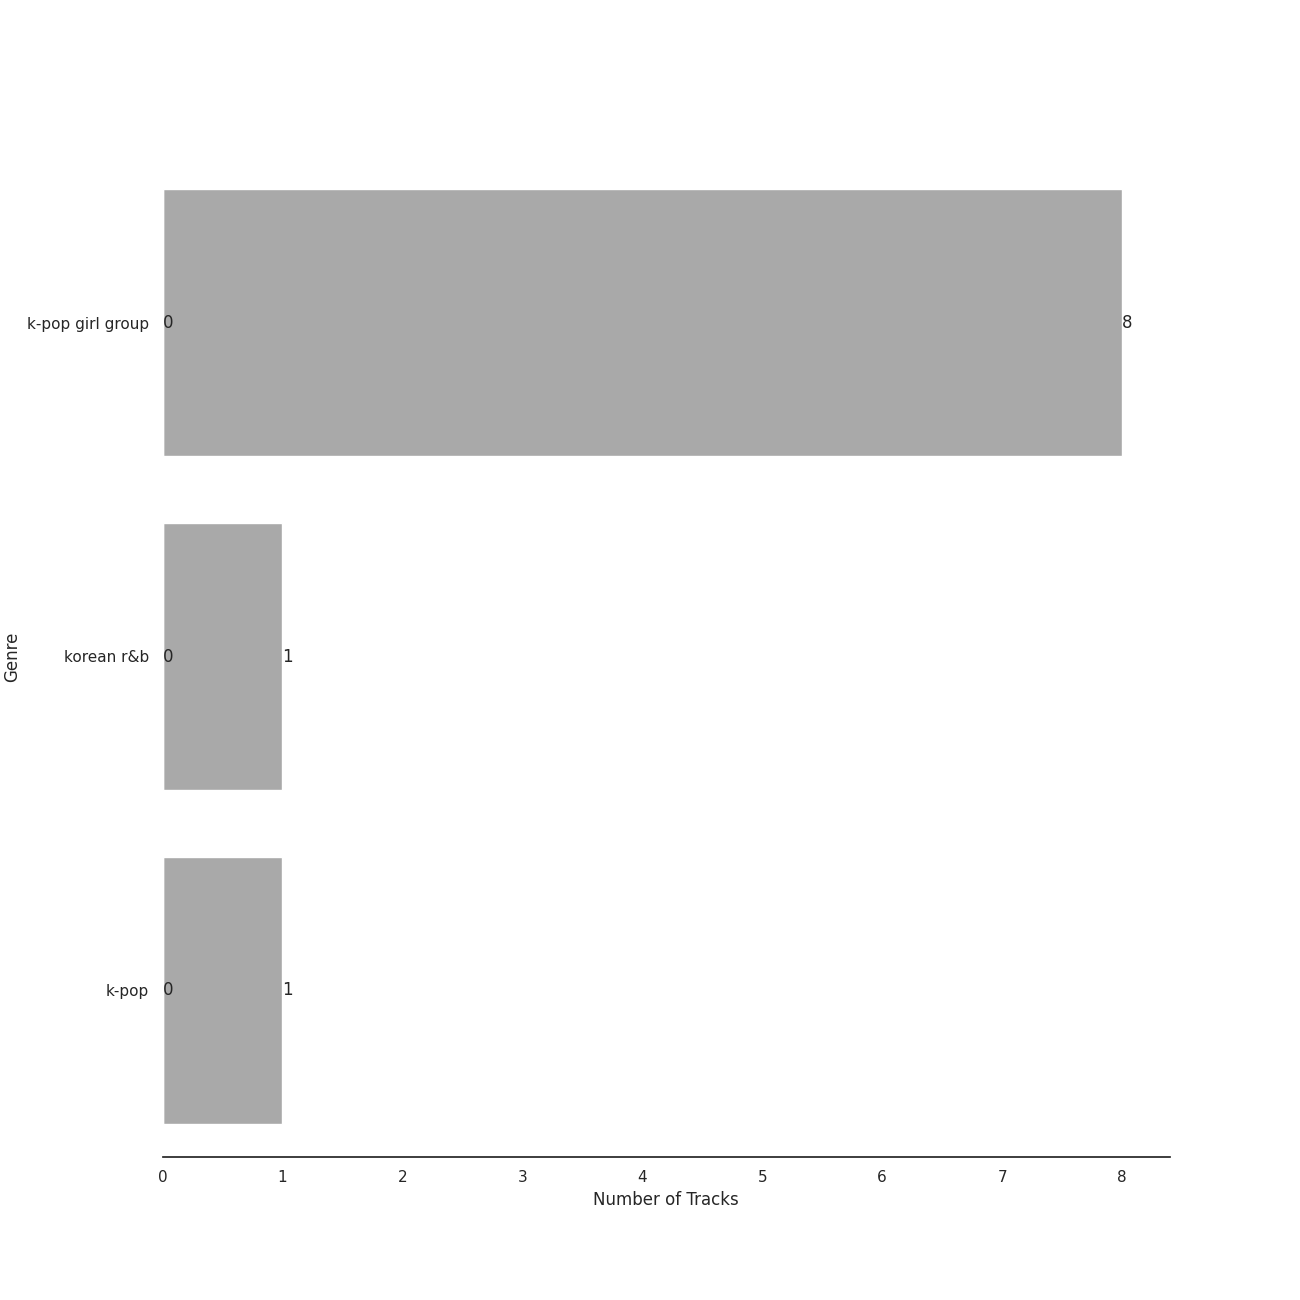 k-pop girl group 0 8
Genre
korean r&b 0 1
k-pop 0 1
0 1 2 3 4 5 6 7 8
Number of Tracks